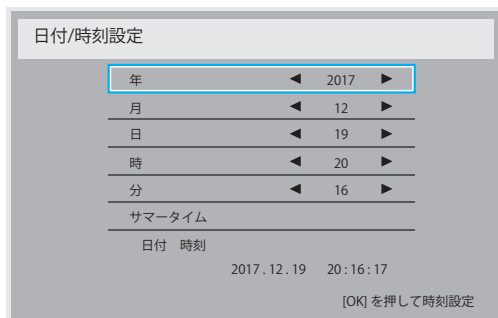 日付/時刻設定
年 ◀ 2017 ▶
月 ◀ 12 ▶
日 ◀ 19 ▶
時 ◀ 20 ▶
分 ◀ 16 ▶
サマータイム
日付 時刻
2017 . 12 . 19 20 : 16 : 17
[OK] を押して時刻設定